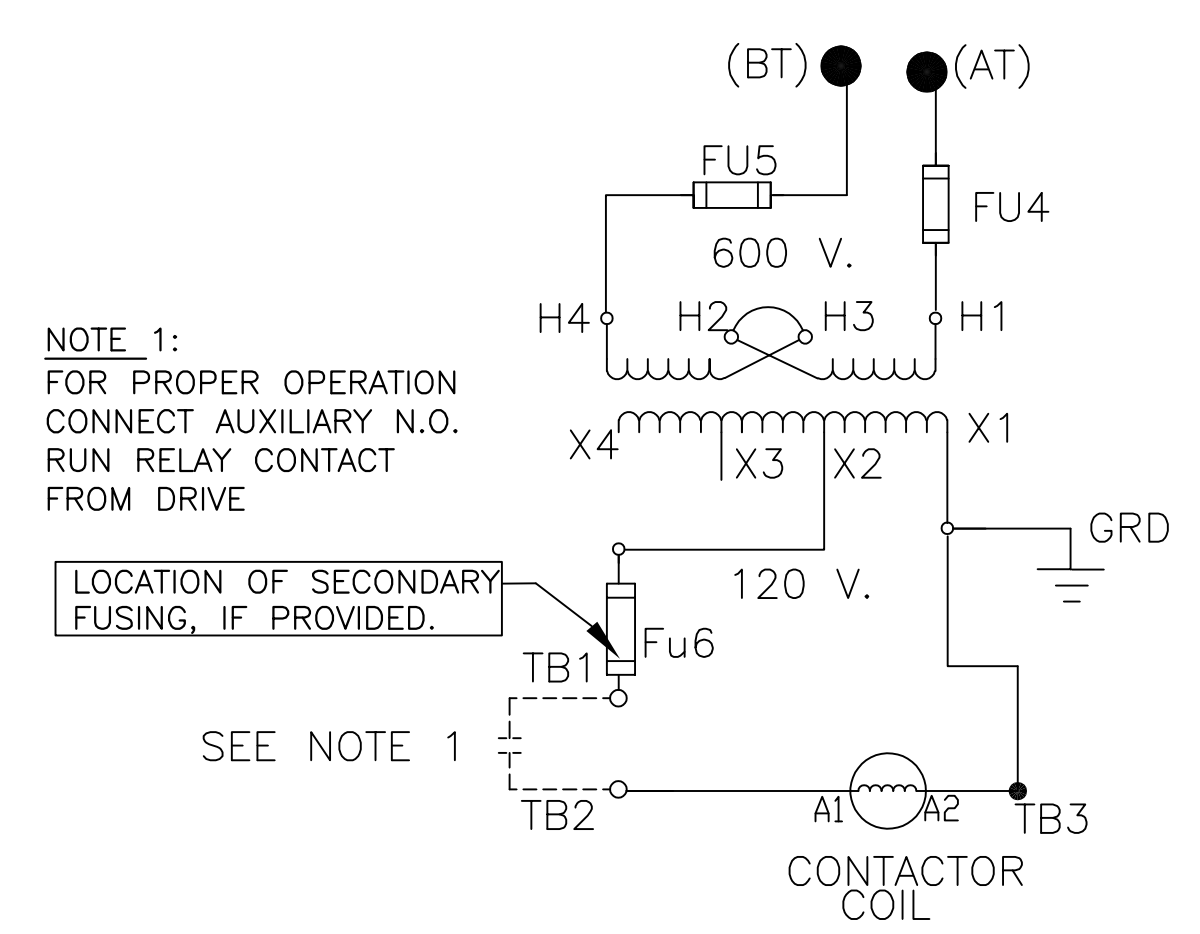 (BT) (AT)
FU5
FU4
600 V.
H4 H2 H3 H1
NOTE 1:
FOR PROPER OPERATION
CONNECT AUXILIARY N.O.
RUN RELAY CONTACT
FROM DRIVE
X4 X3 X2 X1
GRD
LOCATION OF SECONDARY
FUSING, IF PROVIDED.
120 V.
Fu6
TB1
SEE NOTE 1
TB2
A1 A2
TB3
CONTACTOR
COIL